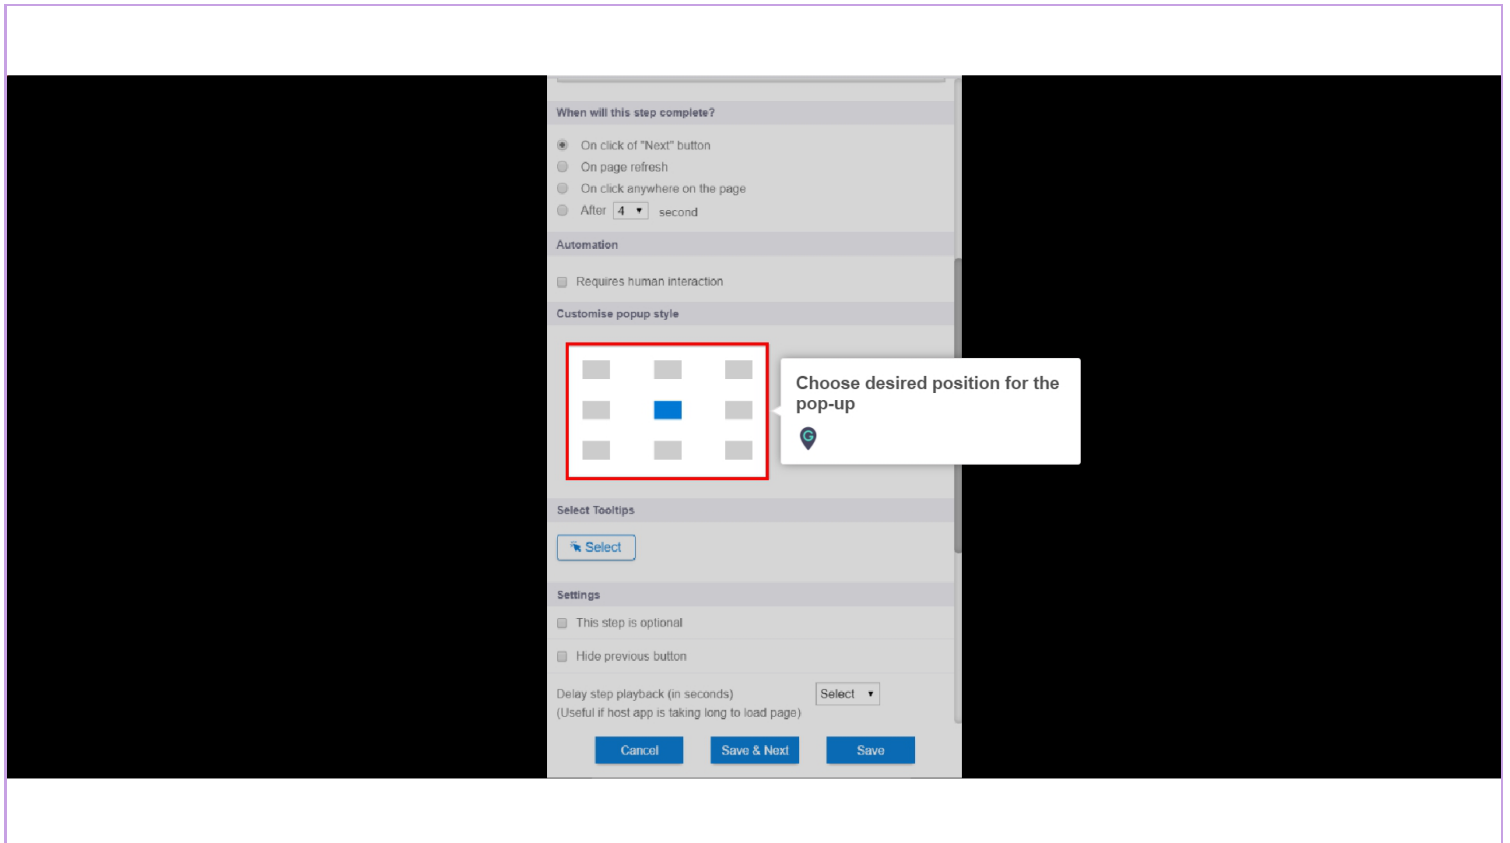 When will this step complete?
On click of "Next" button
On page refresh
On click anywhere on the page
After 4 second
Automation
Requires human interaction
Customise popup style
Choose desired position for the
pop-up
G
Select Tooltips
Select
Settings
This step is optional
Hide previous button
Delay step playback (in seconds) Select
(Useful if host app is taking long to load page)
Cancel Save & Next Save